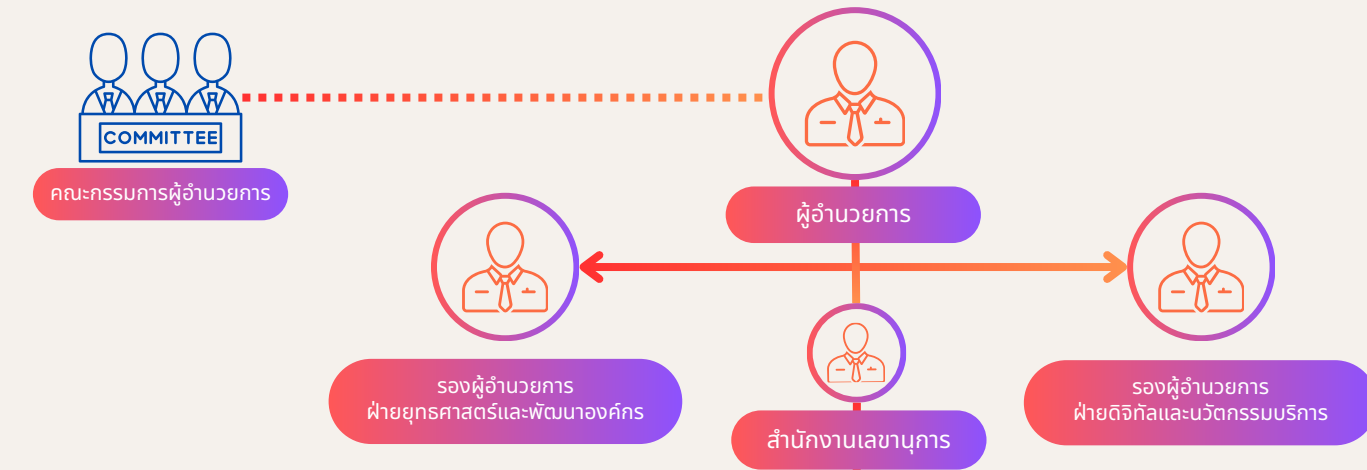 COMMITTEE
คณะกรรมการผู้อำนวยการ
ผู้อำนวยการ
รองผู้อำนวยการ
ฝ่ายยุทธศาสตร์และพัฒนาองค์กร
รองผู้อำนวยการ
ฝ่ายดิจิทัลและนวัตกรรมบริการ
สำนักงานเลขานุการ